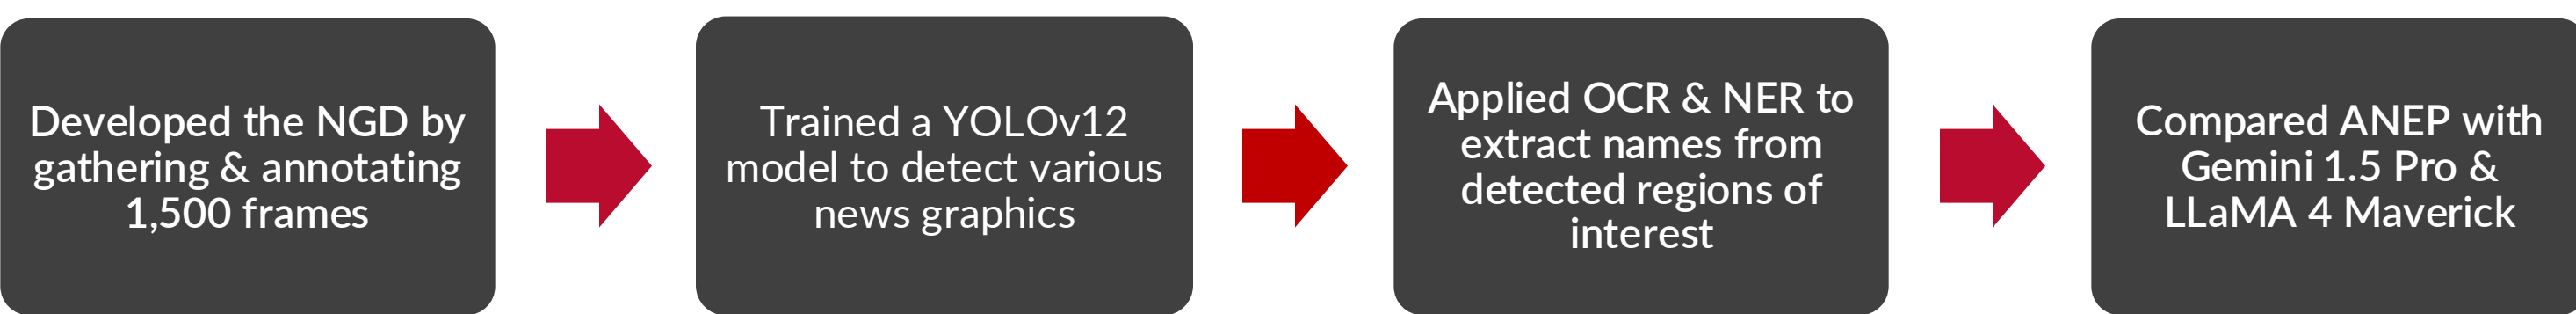 Developed the NGD by
gathering & annotating
1,500 frames
Trained a YOLOv12
model to detect various
news graphics
Applied OCR & NER to
extract names from
detected regions of
interest
Compared ANEP with
Gemini 1.5 Pro &
LLaMA 4 Maverick